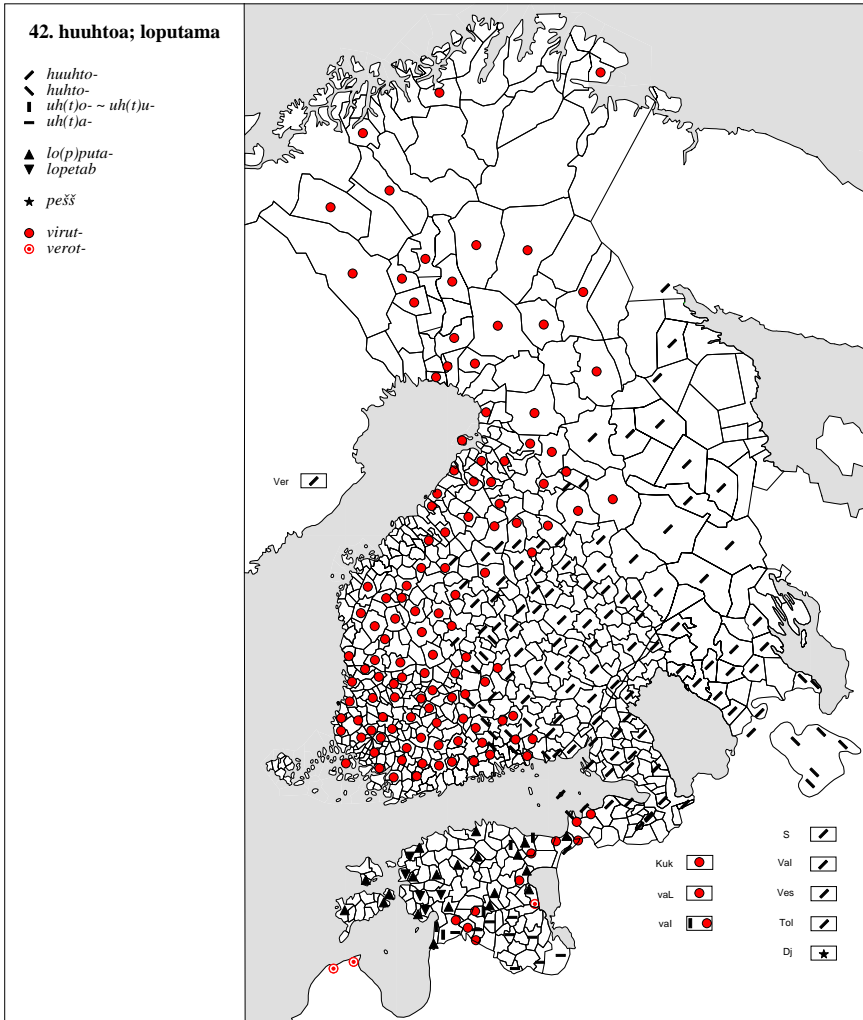 42. huuhtoa; loputama
huuhto-
huhto-
uh(t)o- ~ uh(t)u-
uh(t)a-
lo(p)puta-
lopetab
pešš
virut-
verot-
Ver
S
Kuk
Val
vaL
Ves
vaI
Tol
Dj